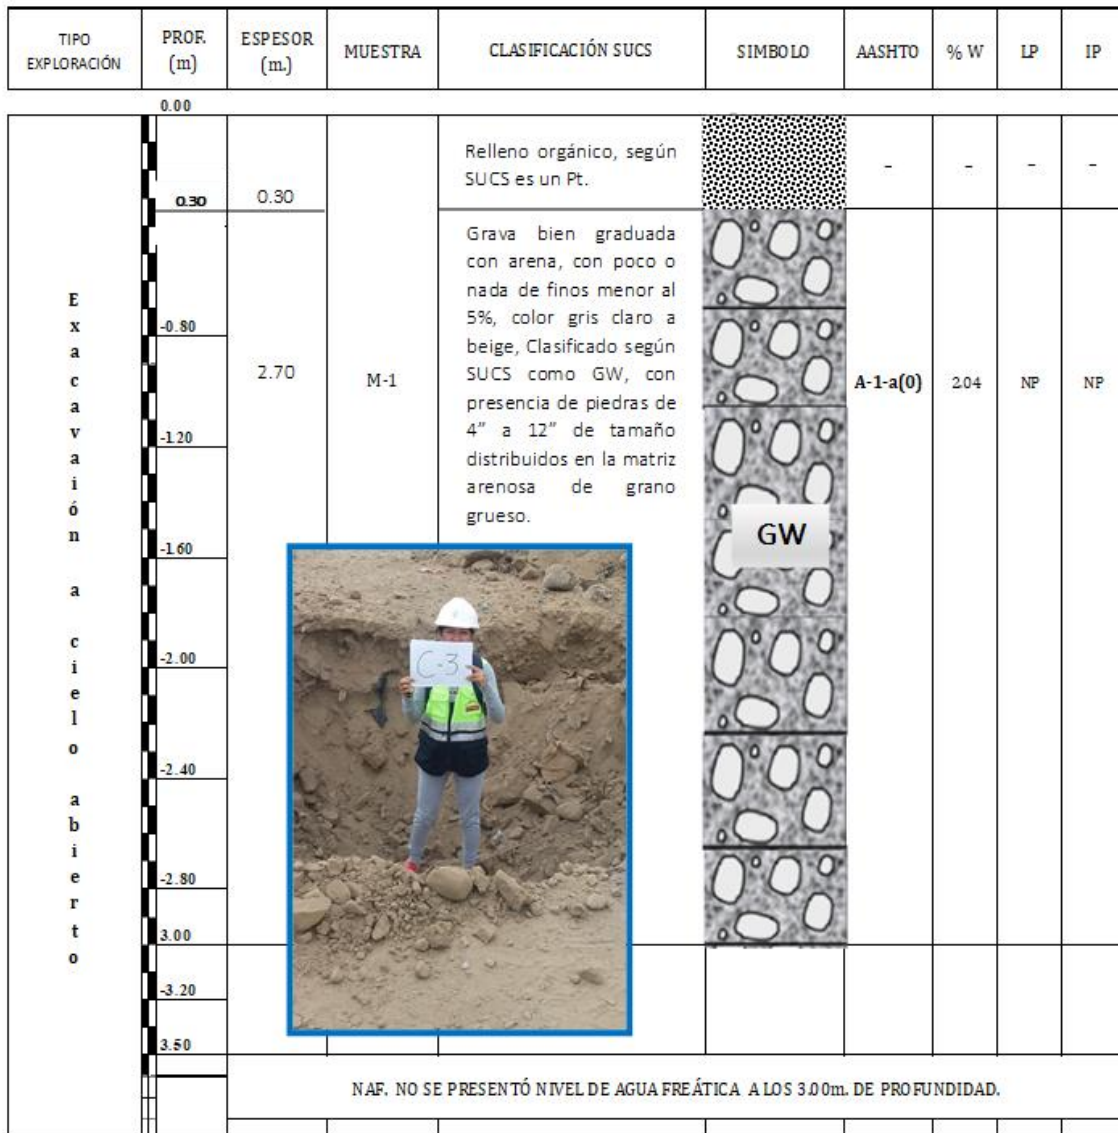 TIPO
EXPLORACIÓN
PROF.
(m)
ESPESOR
(m.)
MUESTRA
CLASIFICACIÓN SUCS
SIMBOLO
AASHTO
% W
LP
IP
0.00
Relleno orgánico, según
SUCS es un Pt.
-
-
-
-
0.30
0.30
Exacavaión a cielo abierto
Grava bien graduada
con arena, con poco o
nada de finos menor al
5%, color gris claro a
beige, Clasificado según
SUCS como GW, con
presencia de piedras de
4” a 12” de tamaño
distribuidos en la matriz
arenosa de grano
grueso.
-0.80
2.70
M-1
A-1-a(0)
2.04
NP
NP
-1.20
GW
-1.60
C-3
-2.00
-2.40
-2.80
3.00
-3.20
3.50
NAF. NO SE PRESENTÓ NIVEL DE AGUA FREÁTICA A LOS 3.00m. DE PROFUNDIDAD.